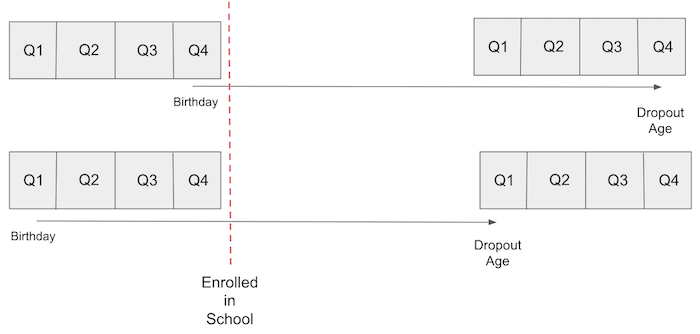 Q1 Q2 Q3 Q4 Q1 Q2 Q3 Q4
Birthday
Dropout
Age
Q1 Q2 Q3 Q4 Q1 Q2 Q3 Q4
Birthday
Dropout
Age
Enrolled
in
School